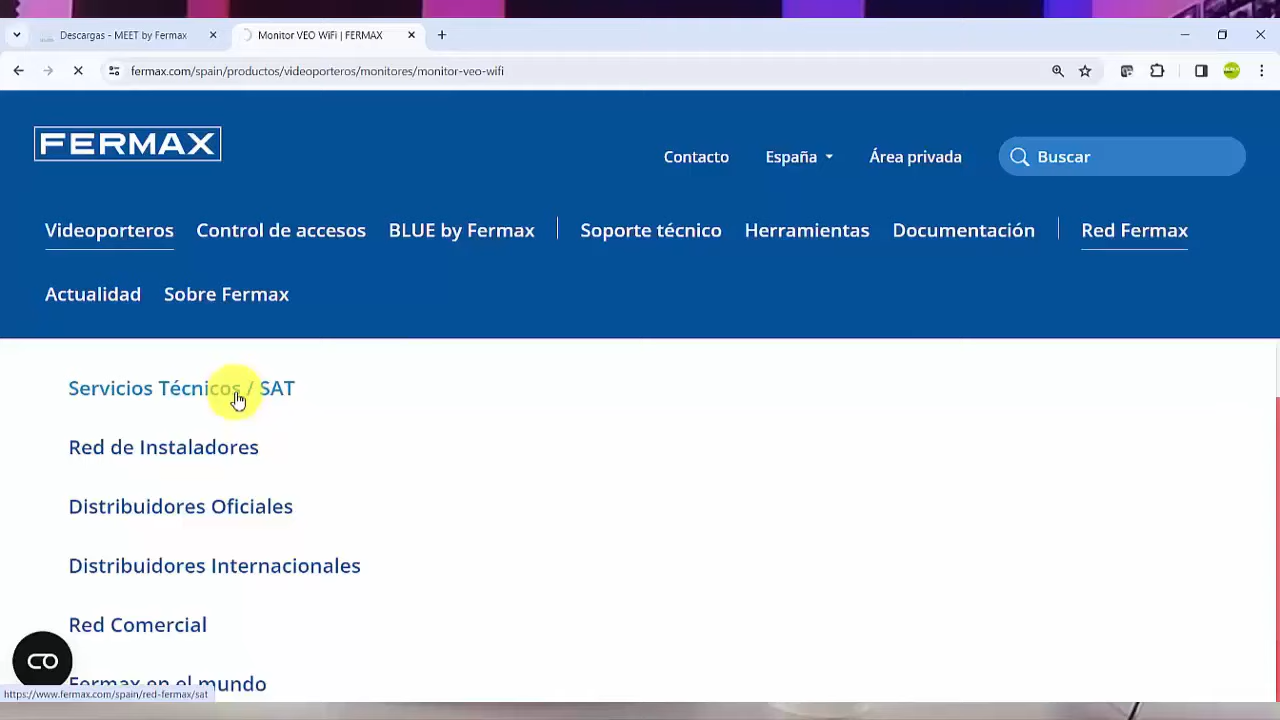 Descargas - MEET by Fermax
Monitor VEO WiFi | FERMAX
fermax.com/spain/productos/videoporteros/monitores/monitor-veo-wifi
FERMAX
Contacto España Área privada Buscar
Videoporteros Control de accesos BLUE by Fermax Soporte técnico Herramientas Documentación Red Fermax
Actualidad Sobre Fermax
Servicios Técnicos / SAT
Red de Instaladores
Distribuidores Oficiales
Distribuidores Internacionales
Red Comercial
Fermax en el mundo
https://www.fermax.com/spain/red-fermax/sat